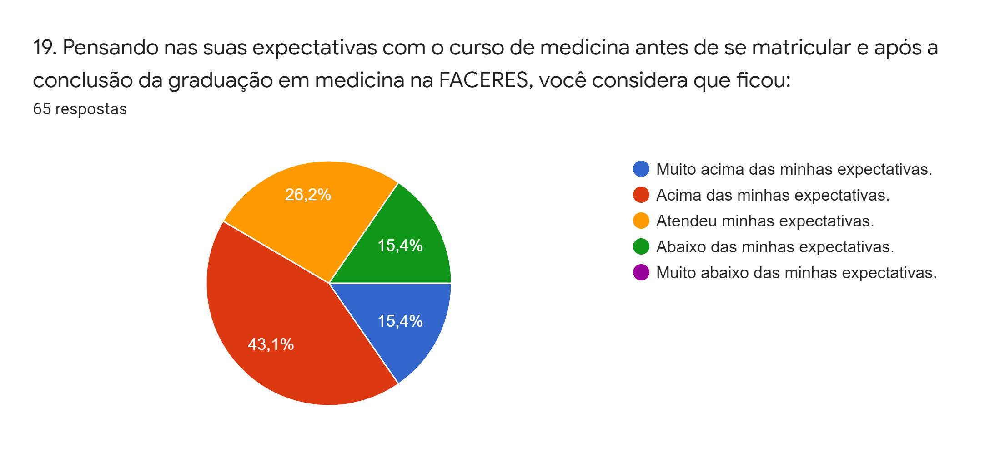 19. Pensando nas suas expectativas com o curso de medicina antes de se matricular e após a
conclusão da graduação em medicina na FACERES, você considera que ficou:
65 respostas
26,2%
15,4%
15,4%
43,1%
Muito acima das minhas expectativas.
Acima das minhas expectativas.
Atendeu minhas expectativas.
Abaixo das minhas expectativas.
Muito abaixo das minhas expectativas.